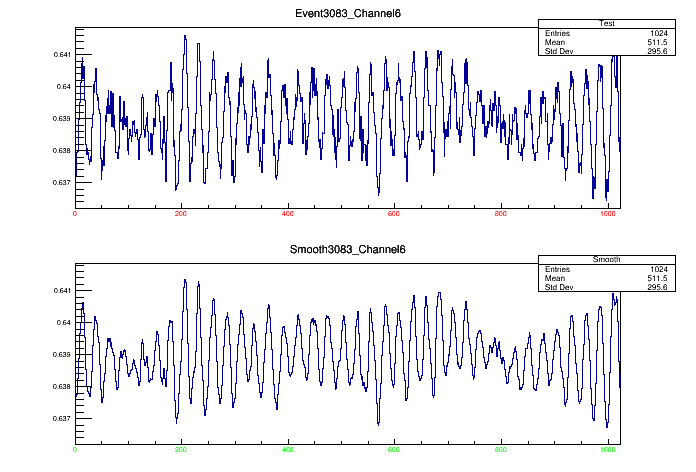 Event3083_Channel6
Test
Entries 1024
Mean 511.5
Std Dev 295.6
0.641
0.64
0.639
0.638
0.637
0 200 400 600 800 1000
Smooth3083_Channel6
Smooth
Entries 1024
Mean 511.5
Std Dev 295.6
0.641
0.64
0.639
0.638
0.637
0 200 400 600 800 1000